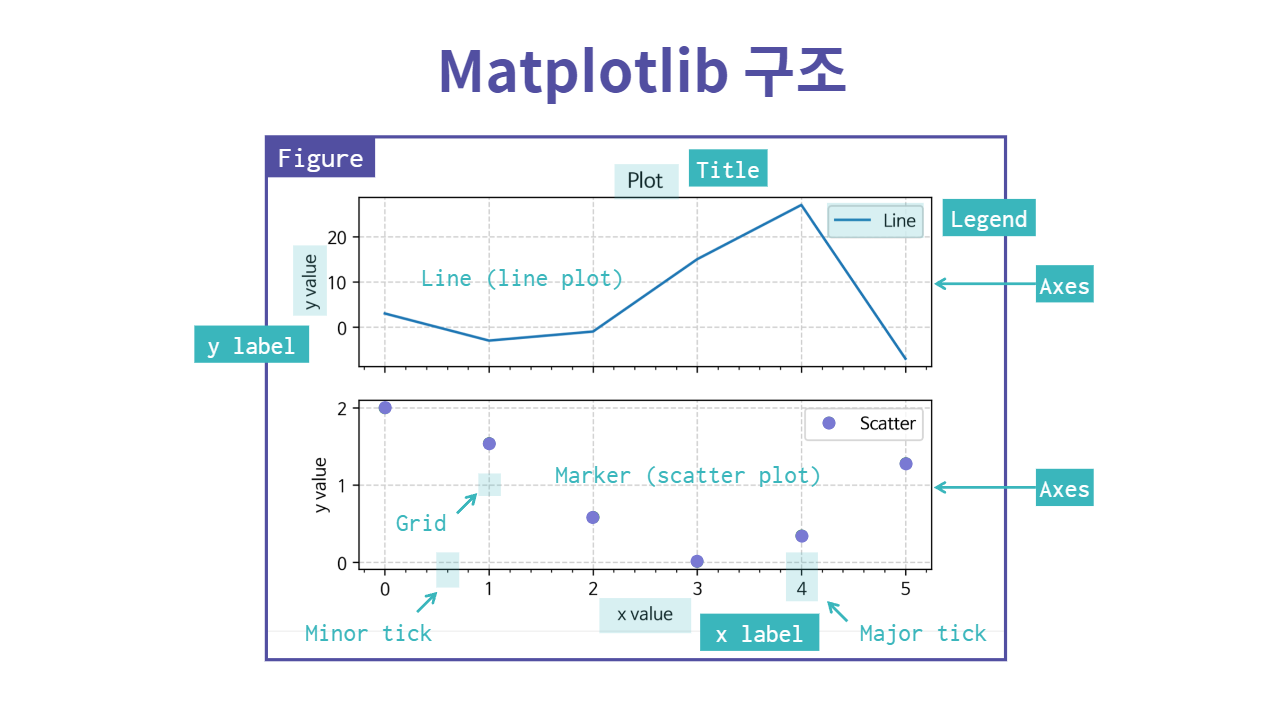 Matplotlib 구조
Figure
Plot
Title
Line
Legend
20
10
0
y value
Line (line plot)
Axes
y label
Scatter
2
1
0
y value
Marker (scatter plot)
Axes
Grid
0 1 2 3 4 5
x value
Minor tick
x label
Major tick